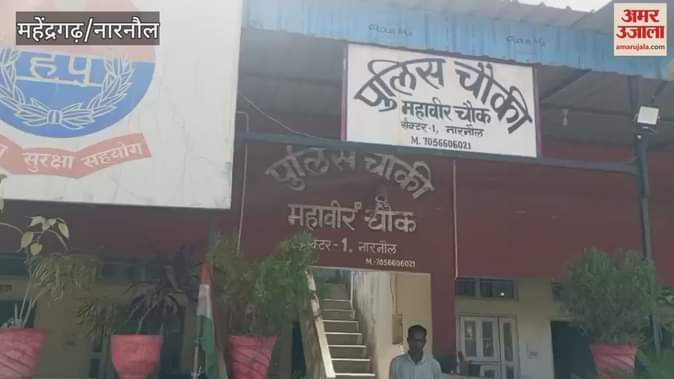 महेंद्रगढ़/नारनौल
अमर
उजाला
amarujala.com
ह.पु.
सुरक्षा सहयोग
पुलिस चौकी
महावीर चौक
सैक्टर-1, नारनौल
M. 7056606021
पुलिस चौकी
महावीर चौक
सैक्टर-1, नारनौल
M.-7056606021